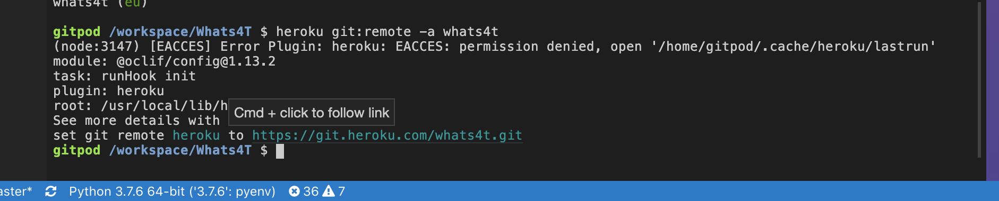 whats4t (eu)
gitpod /workspace/Whats4T $ heroku git:remote -a whats4t
(node:3147) [EACCES] Error Plugin: heroku: EACCES: permission denied, open '/home/gitpod/.cache/heroku/lastrun'
module: @oclif/config@1.13.2
task: runHook init
plugin: heroku
root: /usr/local/lib/h
Cmd + click to follow link
See more details with
set git remote heroku to https://git.heroku.com/whats4t.git
gitpod /workspace/Whats4T $
aster* Python 3.7.6 64-bit ('3.7.6': pyenv) 36 7